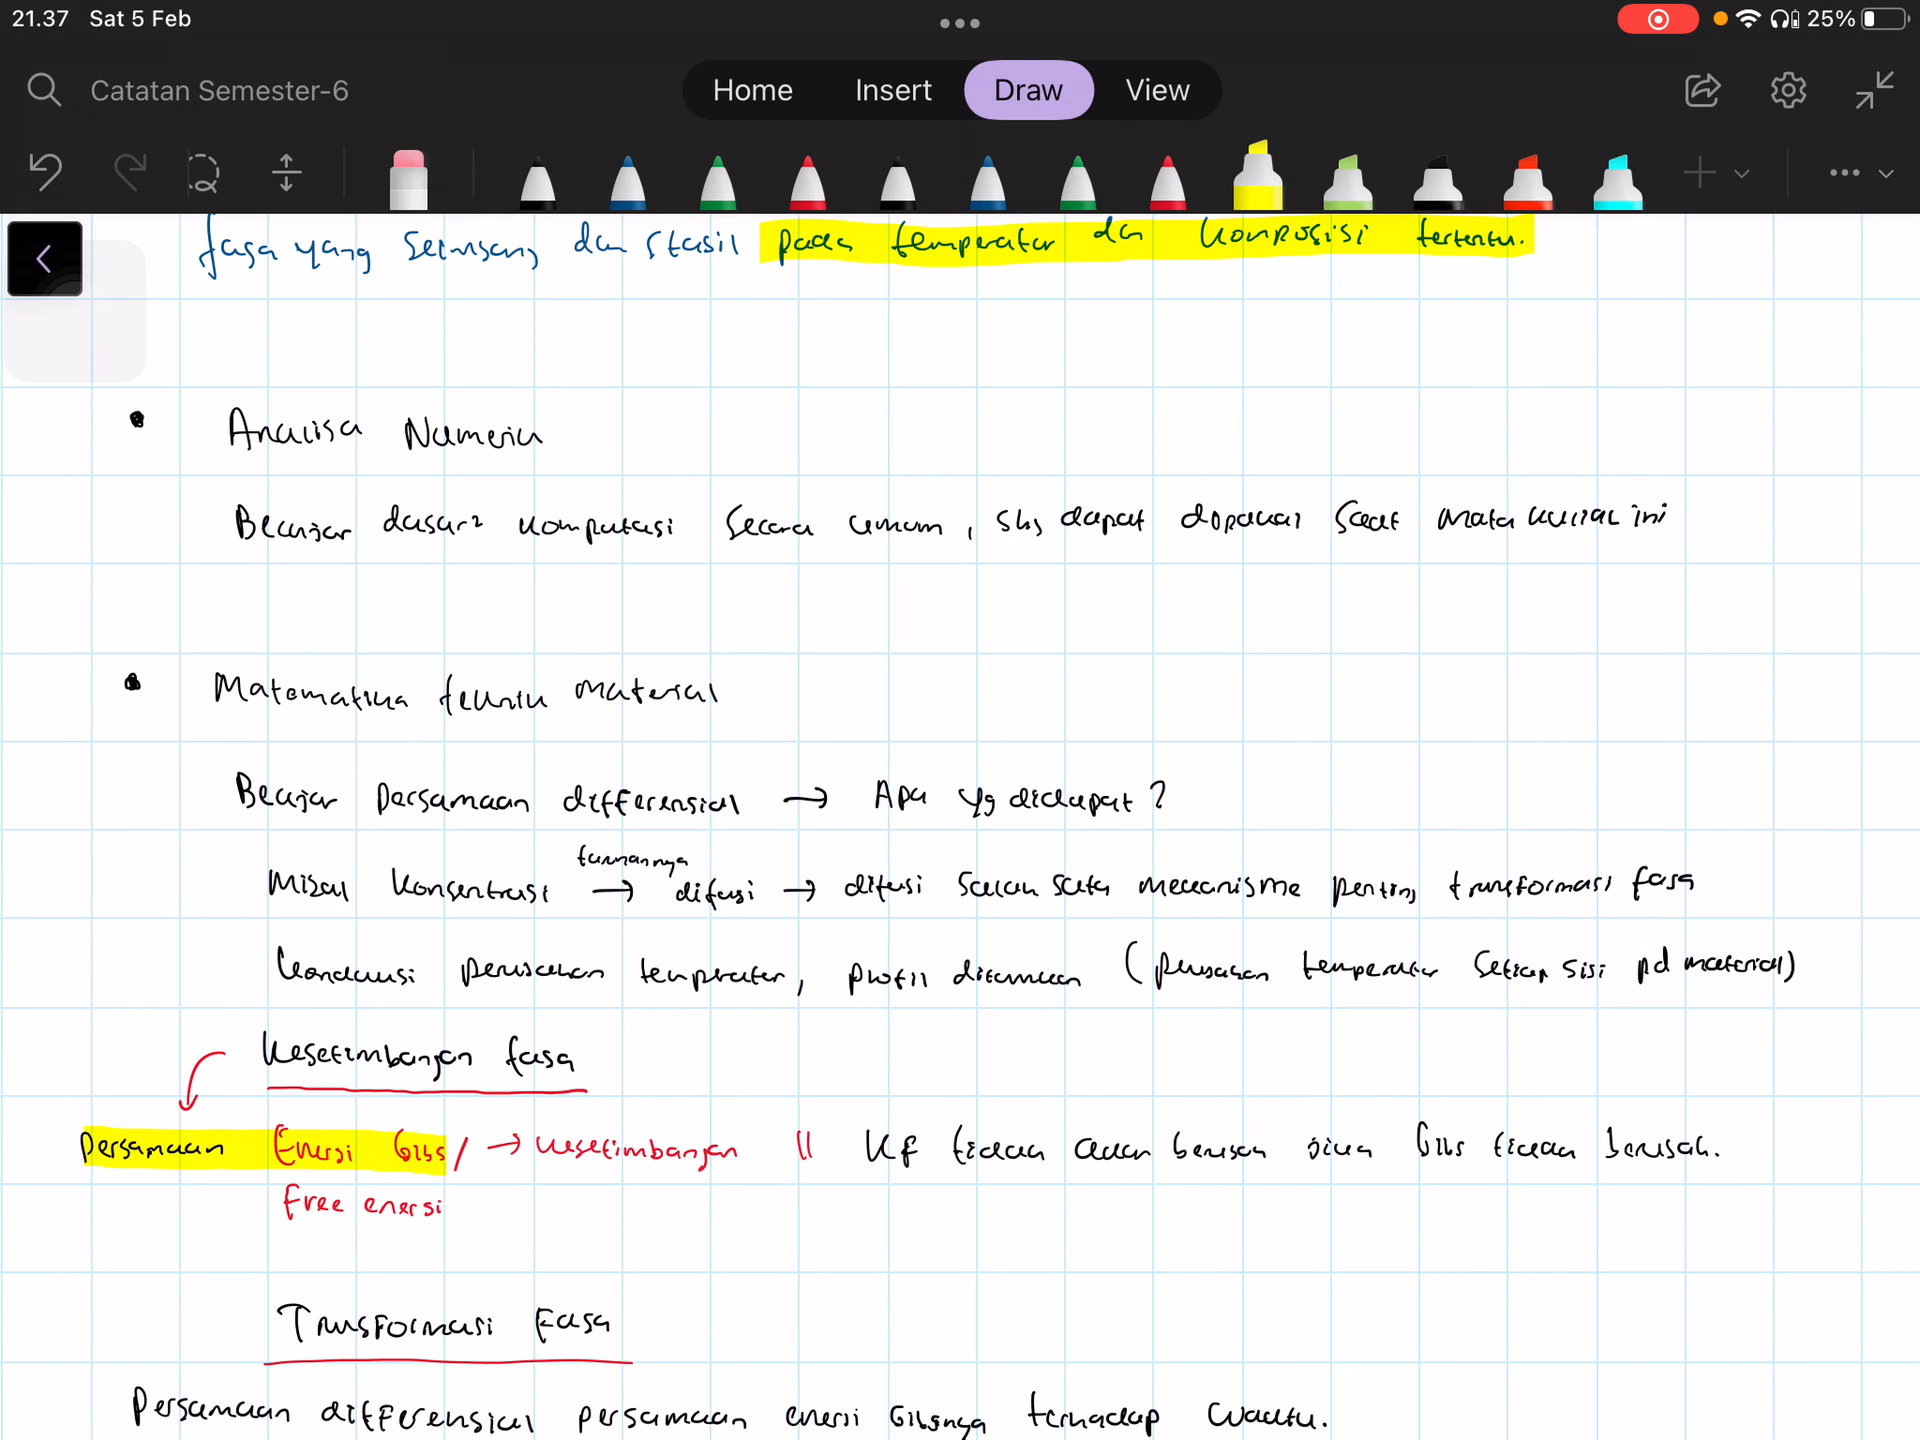 21.37 Sat 5 Feb 25%
Catatan Semester-6 Home Insert Draw View
fasa yang seimbang dan stabil pada temperatur dan komposisi tertentu.
• Analisa Numerik
Belajar dasar2 komputasi secara umum, shg dapat dipakai saat mata kuliah ini
• Matematika teknik material
Belajar persamaan differensial → Apa yg didapat?
turunannya
Misal konsentrasi → difusi → difusi salah satu mekanisme penting transformasi fasa
konduksi perubahan temperatur, profil ditemukan (perubahan temperatur setiap sisi pd material)
kesetimbangan fasa
Persamaan Energi Gibs / → kesetimbangan || Kf tidak akan berubah jika Gibs tidak berubah.
free energi
Transformasi Fasa
Persamaan differensial persamaan energi Gibsnya terhadap waktu.